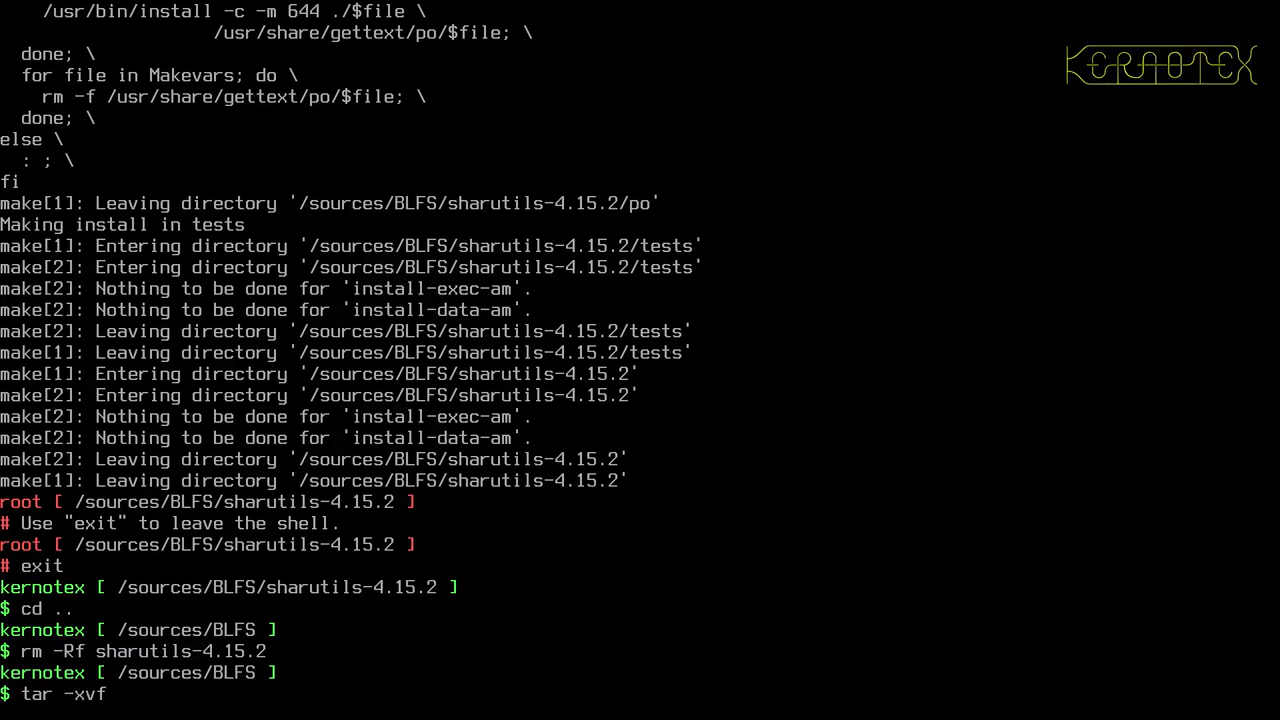 /usr/bin/install -c -m 644 ./$file \
                    /usr/share/gettext/po/$file; \
  done; \
  for file in Makevars; do \
    rm -f /usr/share/gettext/po/$file; \
  done; \
else \
  : ; \
fi
make[1]: Leaving directory '/sources/BLFS/sharutils-4.15.2/po'
Making install in tests
make[1]: Entering directory '/sources/BLFS/sharutils-4.15.2/tests'
make[2]: Entering directory '/sources/BLFS/sharutils-4.15.2/tests'
make[2]: Nothing to be done for 'install-exec-am'.
make[2]: Nothing to be done for 'install-data-am'.
make[2]: Leaving directory '/sources/BLFS/sharutils-4.15.2/tests'
make[1]: Leaving directory '/sources/BLFS/sharutils-4.15.2/tests'
make[1]: Entering directory '/sources/BLFS/sharutils-4.15.2'
make[2]: Entering directory '/sources/BLFS/sharutils-4.15.2'
make[2]: Nothing to be done for 'install-exec-am'.
make[2]: Nothing to be done for 'install-data-am'.
make[2]: Leaving directory '/sources/BLFS/sharutils-4.15.2'
make[1]: Leaving directory '/sources/BLFS/sharutils-4.15.2'
root [ /sources/BLFS/sharutils-4.15.2 ]
# Use "exit" to leave the shell.
root [ /sources/BLFS/sharutils-4.15.2 ]
# exit
kernotex [ /sources/BLFS/sharutils-4.15.2 ]
$ cd ..
kernotex [ /sources/BLFS ]
$ rm -Rf sharutils-4.15.2
kernotex [ /sources/BLFS ]
$ tar -xvf
KERNOTEX